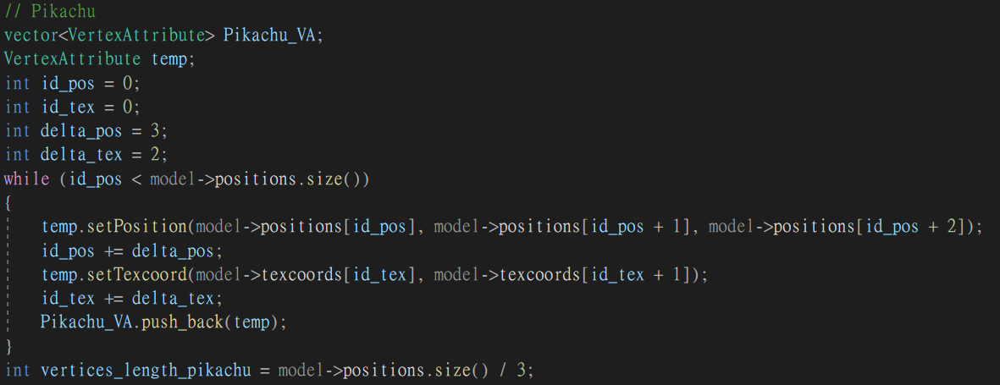 // Pikachu
vector<VertexAttribute> Pikachu_VA;
VertexAttribute temp;
int id_pos = 0;
int id_tex = 0;
int delta_pos = 3;
int delta_tex = 2;
while (id_pos < model->positions.size())
{
    temp.setPosition(model->positions[id_pos], model->positions[id_pos + 1], model->positions[id_pos + 2]);
    id_pos += delta_pos;
    temp.setTexcoord(model->texcoords[id_tex], model->texcoords[id_tex + 1]);
    id_tex += delta_tex;
    Pikachu_VA.push_back(temp);
}
int vertices_length_pikachu = model->positions.size() / 3;